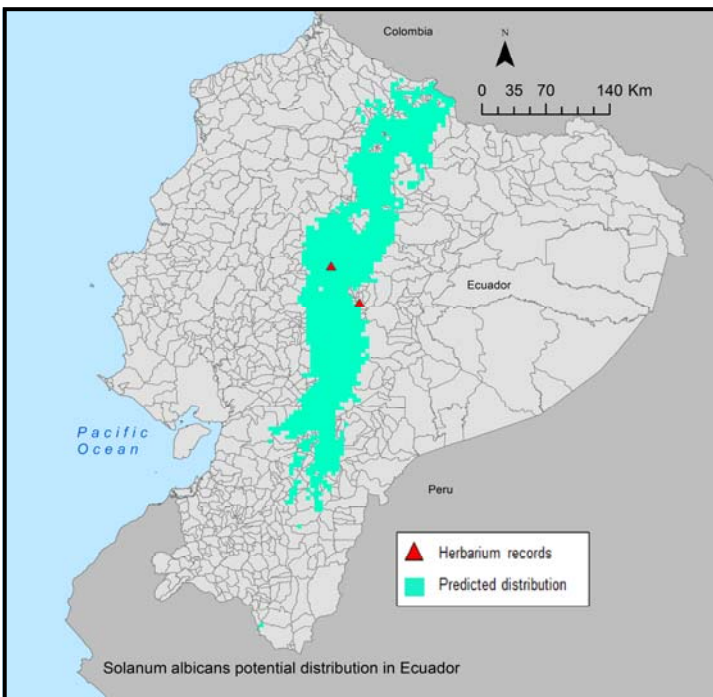 Colombia
N
0 35 70 140 Km
Ecuador
Pacific
Ocean
Peru
Herbarium records
Predicted distribution
Solanum albicans potential distribution in Ecuador